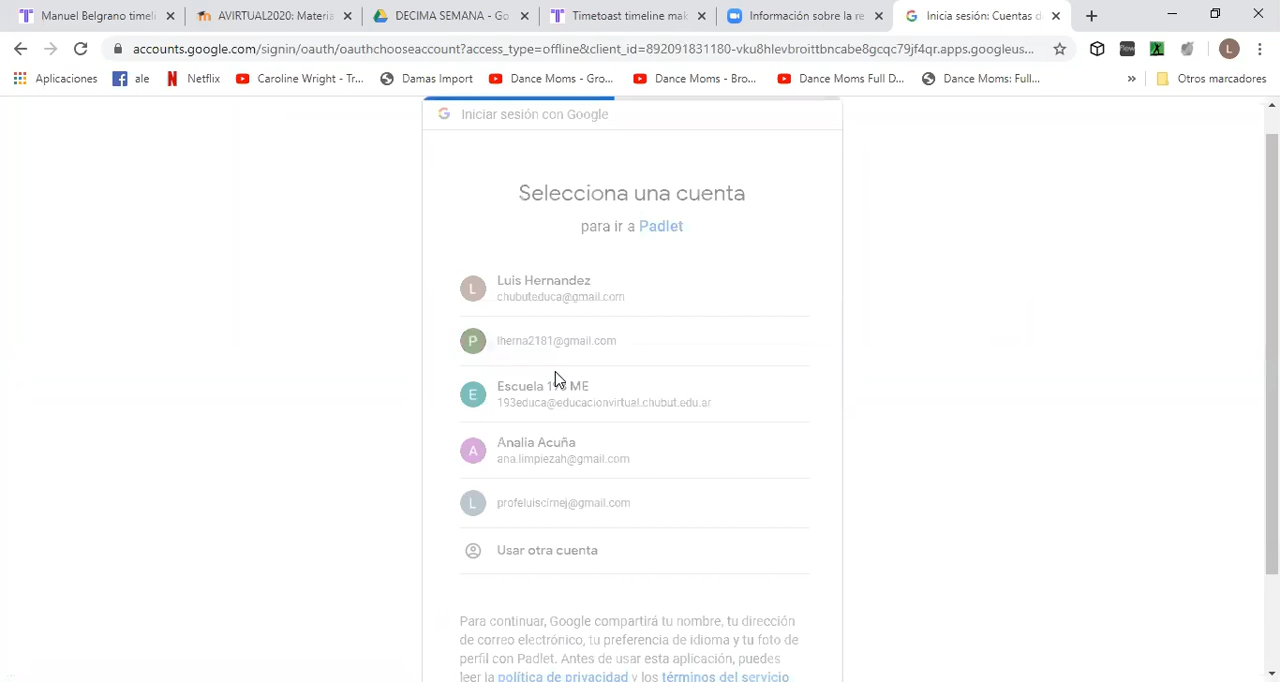 Manuel Belgrano timeli
AVIRTUAL2020: Materia
DECIMA SEMANA - Go
Timetoast timeline mak
Información sobre la re
Inicia sesión: Cuentas d
accounts.google.com/signin/oauth/oauthchooseaccount?access_type=offline&client_id=892091831180-vku8hlevbroittbncabe8gcqc79jf4qr.apps.googleus...
L
Aplicaciones
ale
Netflix
Caroline Wright - Tr...
Damas Import
Dance Moms - Gro...
Dance Moms - Bro...
Dance Moms Full D...
Dance Moms: Full...
»
Otros marcadores
G Iniciar sesión con Google
Selecciona una cuenta
para ir a Padlet
L
Luis Hernandez
chubuteduca@gmail.com
P
lherna2181@gmail.com
E
Escuela ME
193educa@educacionvirtual.chubut.edu.ar
A
Analia Acuña
ana.limpiezah@gmail.com
L
profeluiscimej@gmail.com
Usar otra cuenta
Para continuar, Google compartirá tu nombre, tu dirección
de correo electrónico, tu preferencia de idioma y tu foto de
perfil con Padlet. Antes de usar esta aplicación, puedes
leer la política de privacidad y los términos del servicio